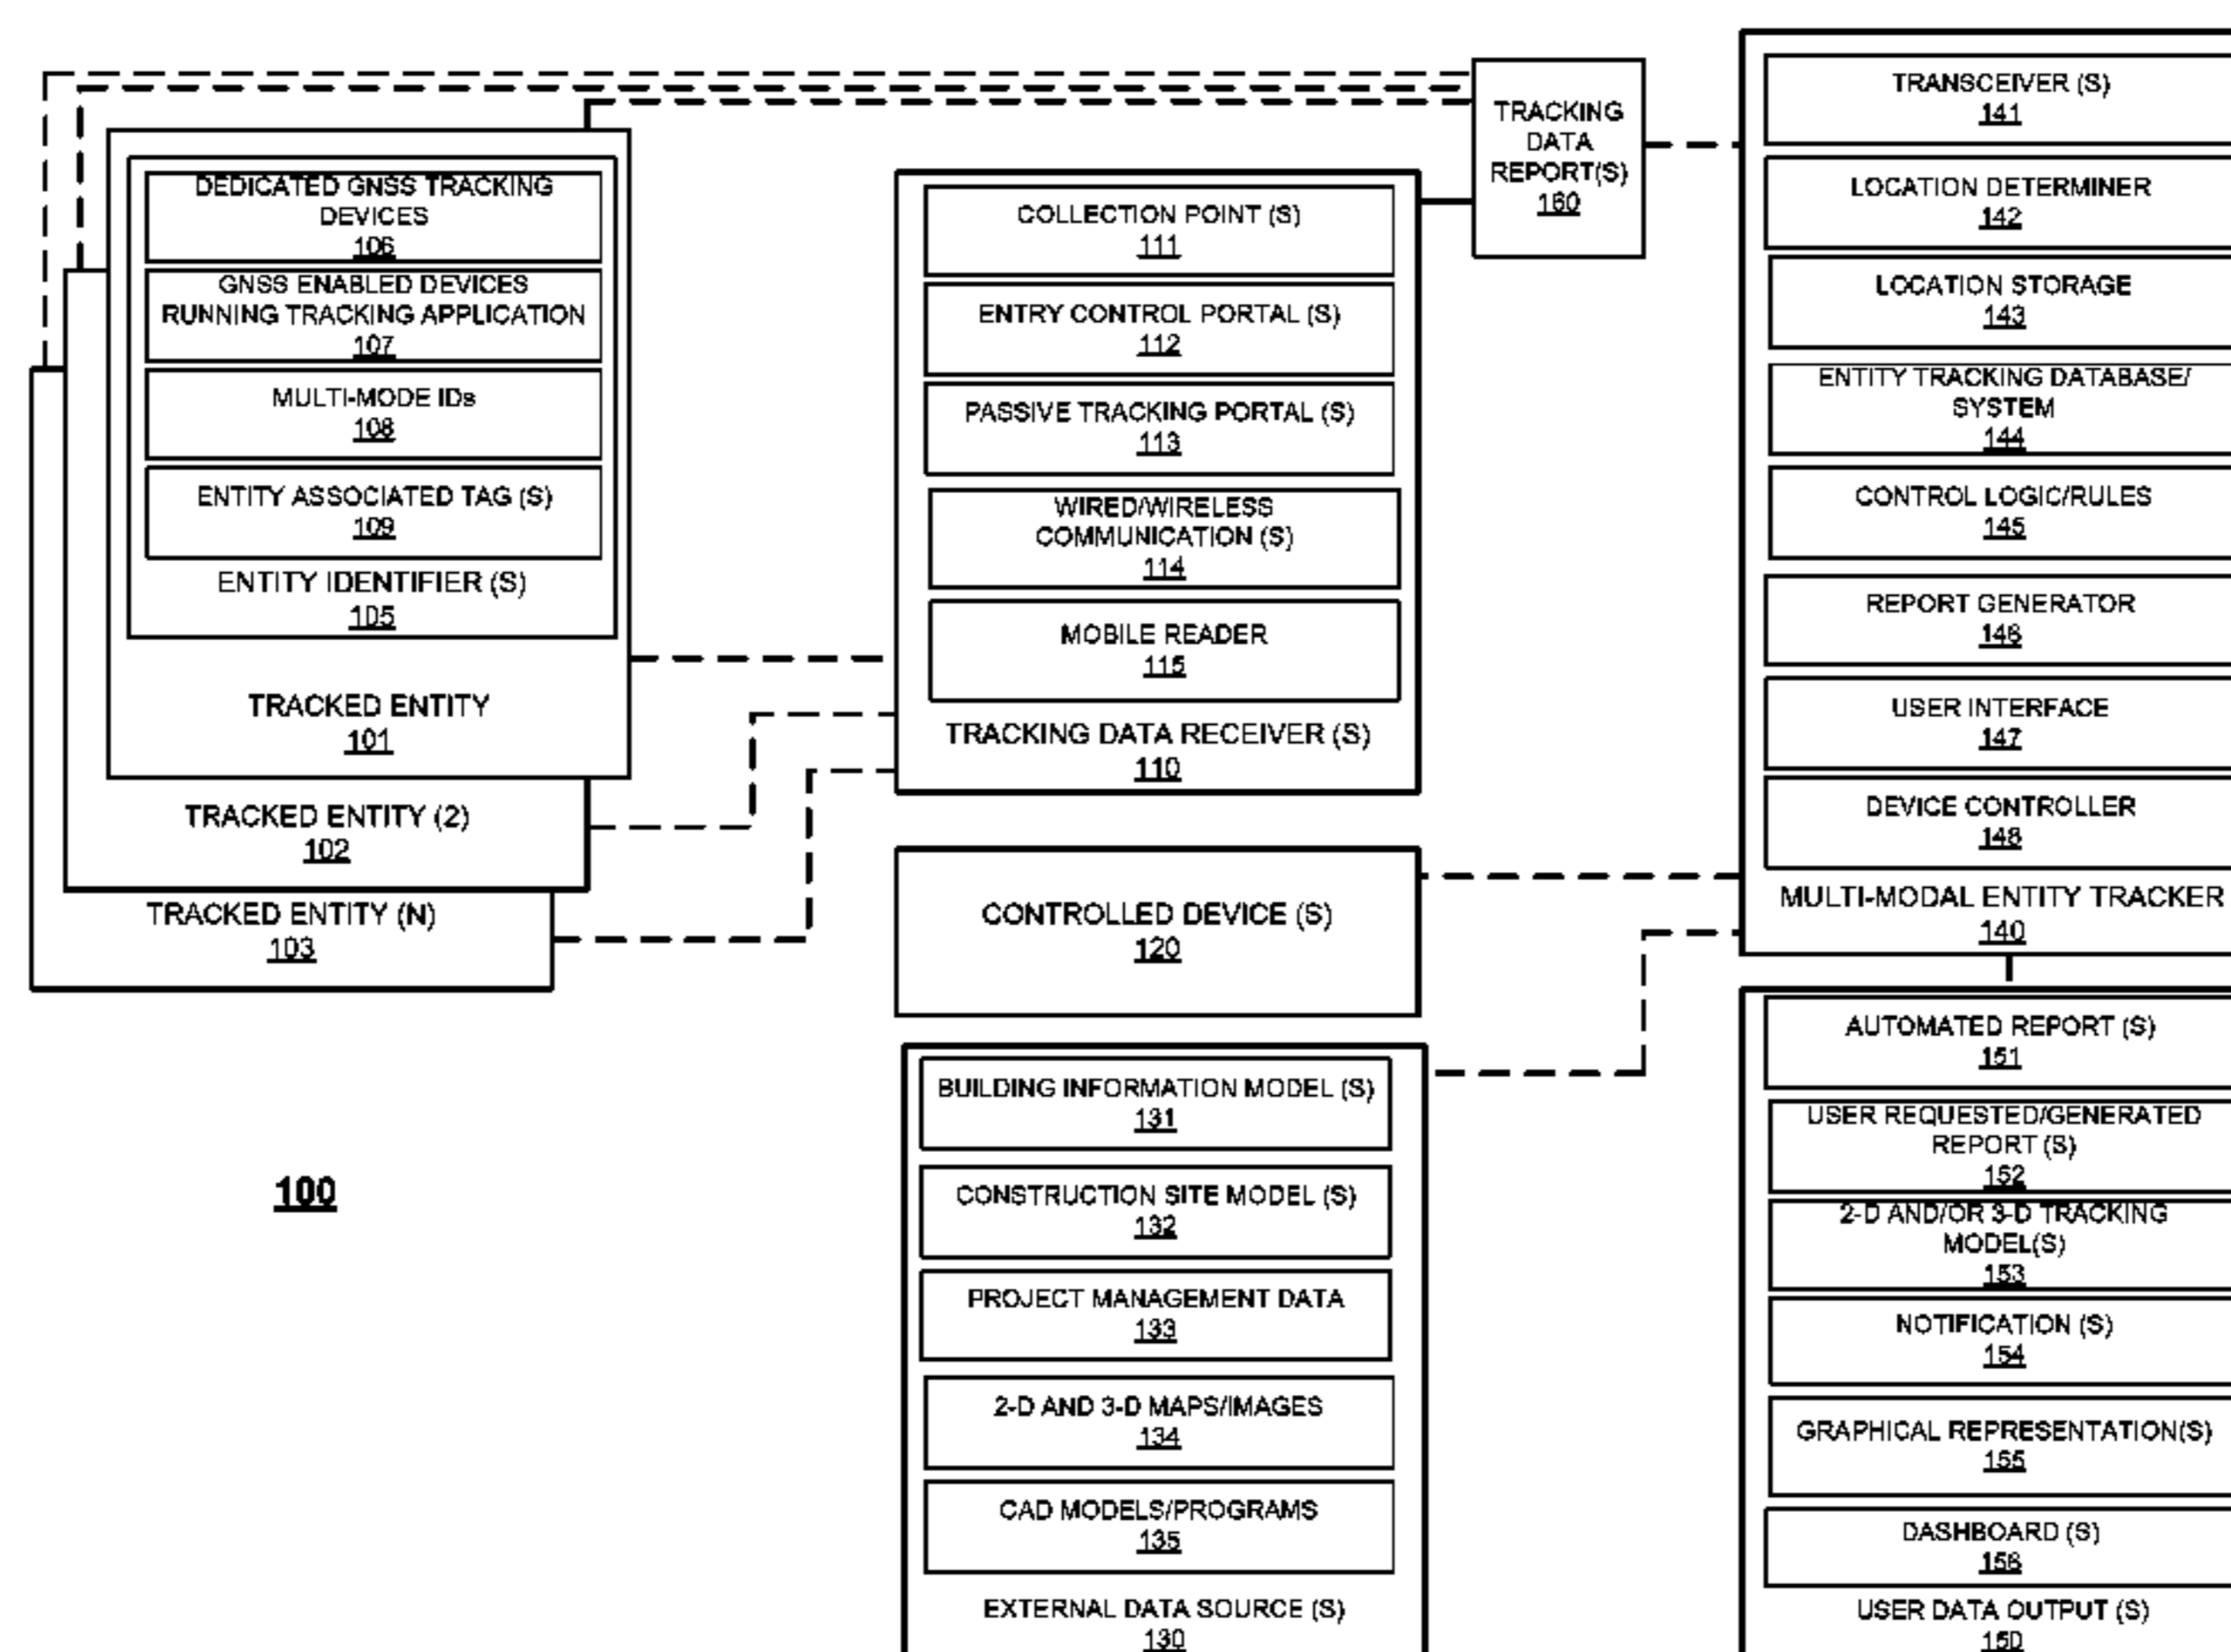 DEDICATED GNSS TRACKING
DEVICES
106
GNSS ENABLED DEVICES
RUNNING TRACKING APPLICATION
107
MULTI-MODE IDs
108
ENTITY ASSOCIATED TAG (S)
109
ENTITY IDENTIFIER (S)
105
TRACKED ENTITY
101
TRACKED ENTITY (2)
102
TRACKED ENTITY (N)
103
100
COLLECTION POINT (S)
111
ENTRY CONTROL PORTAL (S)
112
PASSIVE TRACKING PORTAL (S)
113
WIRED/WIRELESS
COMMUNICATION (S)
114
MOBILE READER
115
TRACKING DATA RECEIVER (S)
110
CONTROLLED DEVICE (S)
120
BUILDING INFORMATION MODEL (S)
131
CONSTRUCTION SITE MODEL (S)
132
PROJECT MANAGEMENT DATA
133
2-D AND 3-D MAPS/IMAGES
134
CAD MODELS/PROGRAMS
135
EXTERNAL DATA SOURCE (S)
130
TRACKING
DATA
REPORT(S)
160
TRANSCEIVER (S)
141
LOCATION DETERMINER
142
LOCATION STORAGE
143
ENTITY TRACKING DATABASE/
SYSTEM
144
CONTROL LOGIC/RULES
145
REPORT GENERATOR
146
USER INTERFACE
147
DEVICE CONTROLLER
148
MULTI-MODAL ENTITY TRACKER
140
AUTOMATED REPORT (S)
151
USER REQUESTED/GENERATED
REPORT (S)
152
2-D AND/OR 3-D TRACKING
MODEL(S)
153
NOTIFICATION (S)
154
GRAPHICAL REPRESENTATION(S)
155
DASHBOARD (S)
156
USER DATA OUTPUT (S)
150